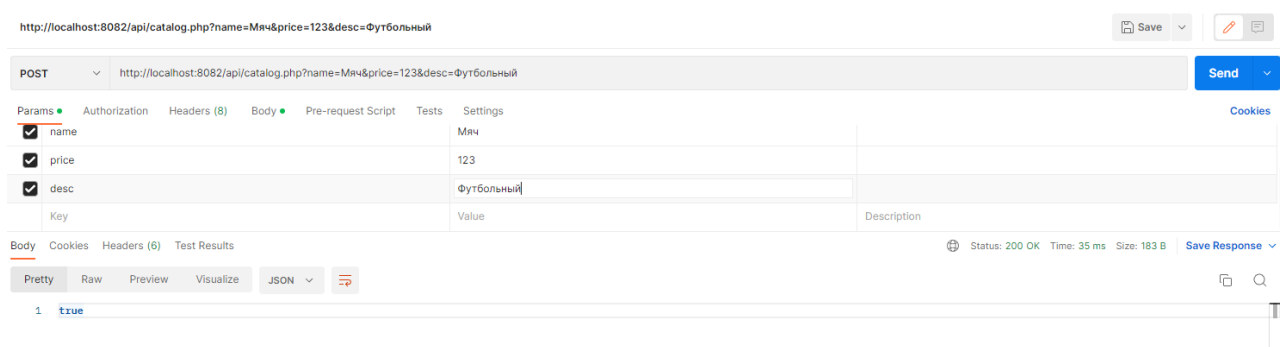 http://localhost:8082/api/catalog.php?name=Мяч&price=123&desc=Футбольный
Save
POST http://localhost:8082/api/catalog.php?name=Мяч&price=123&desc=Футбольный Send
Params Authorization Headers (8) Body Pre-request Script Tests Settings Cookies
name Мяч
price 123
desc Футбольный
Key Value Description
Body Cookies Headers (6) Test Results Status: 200 OK Time: 35 ms Size: 183 B Save Response
Pretty Raw Preview Visualize JSON
1 true